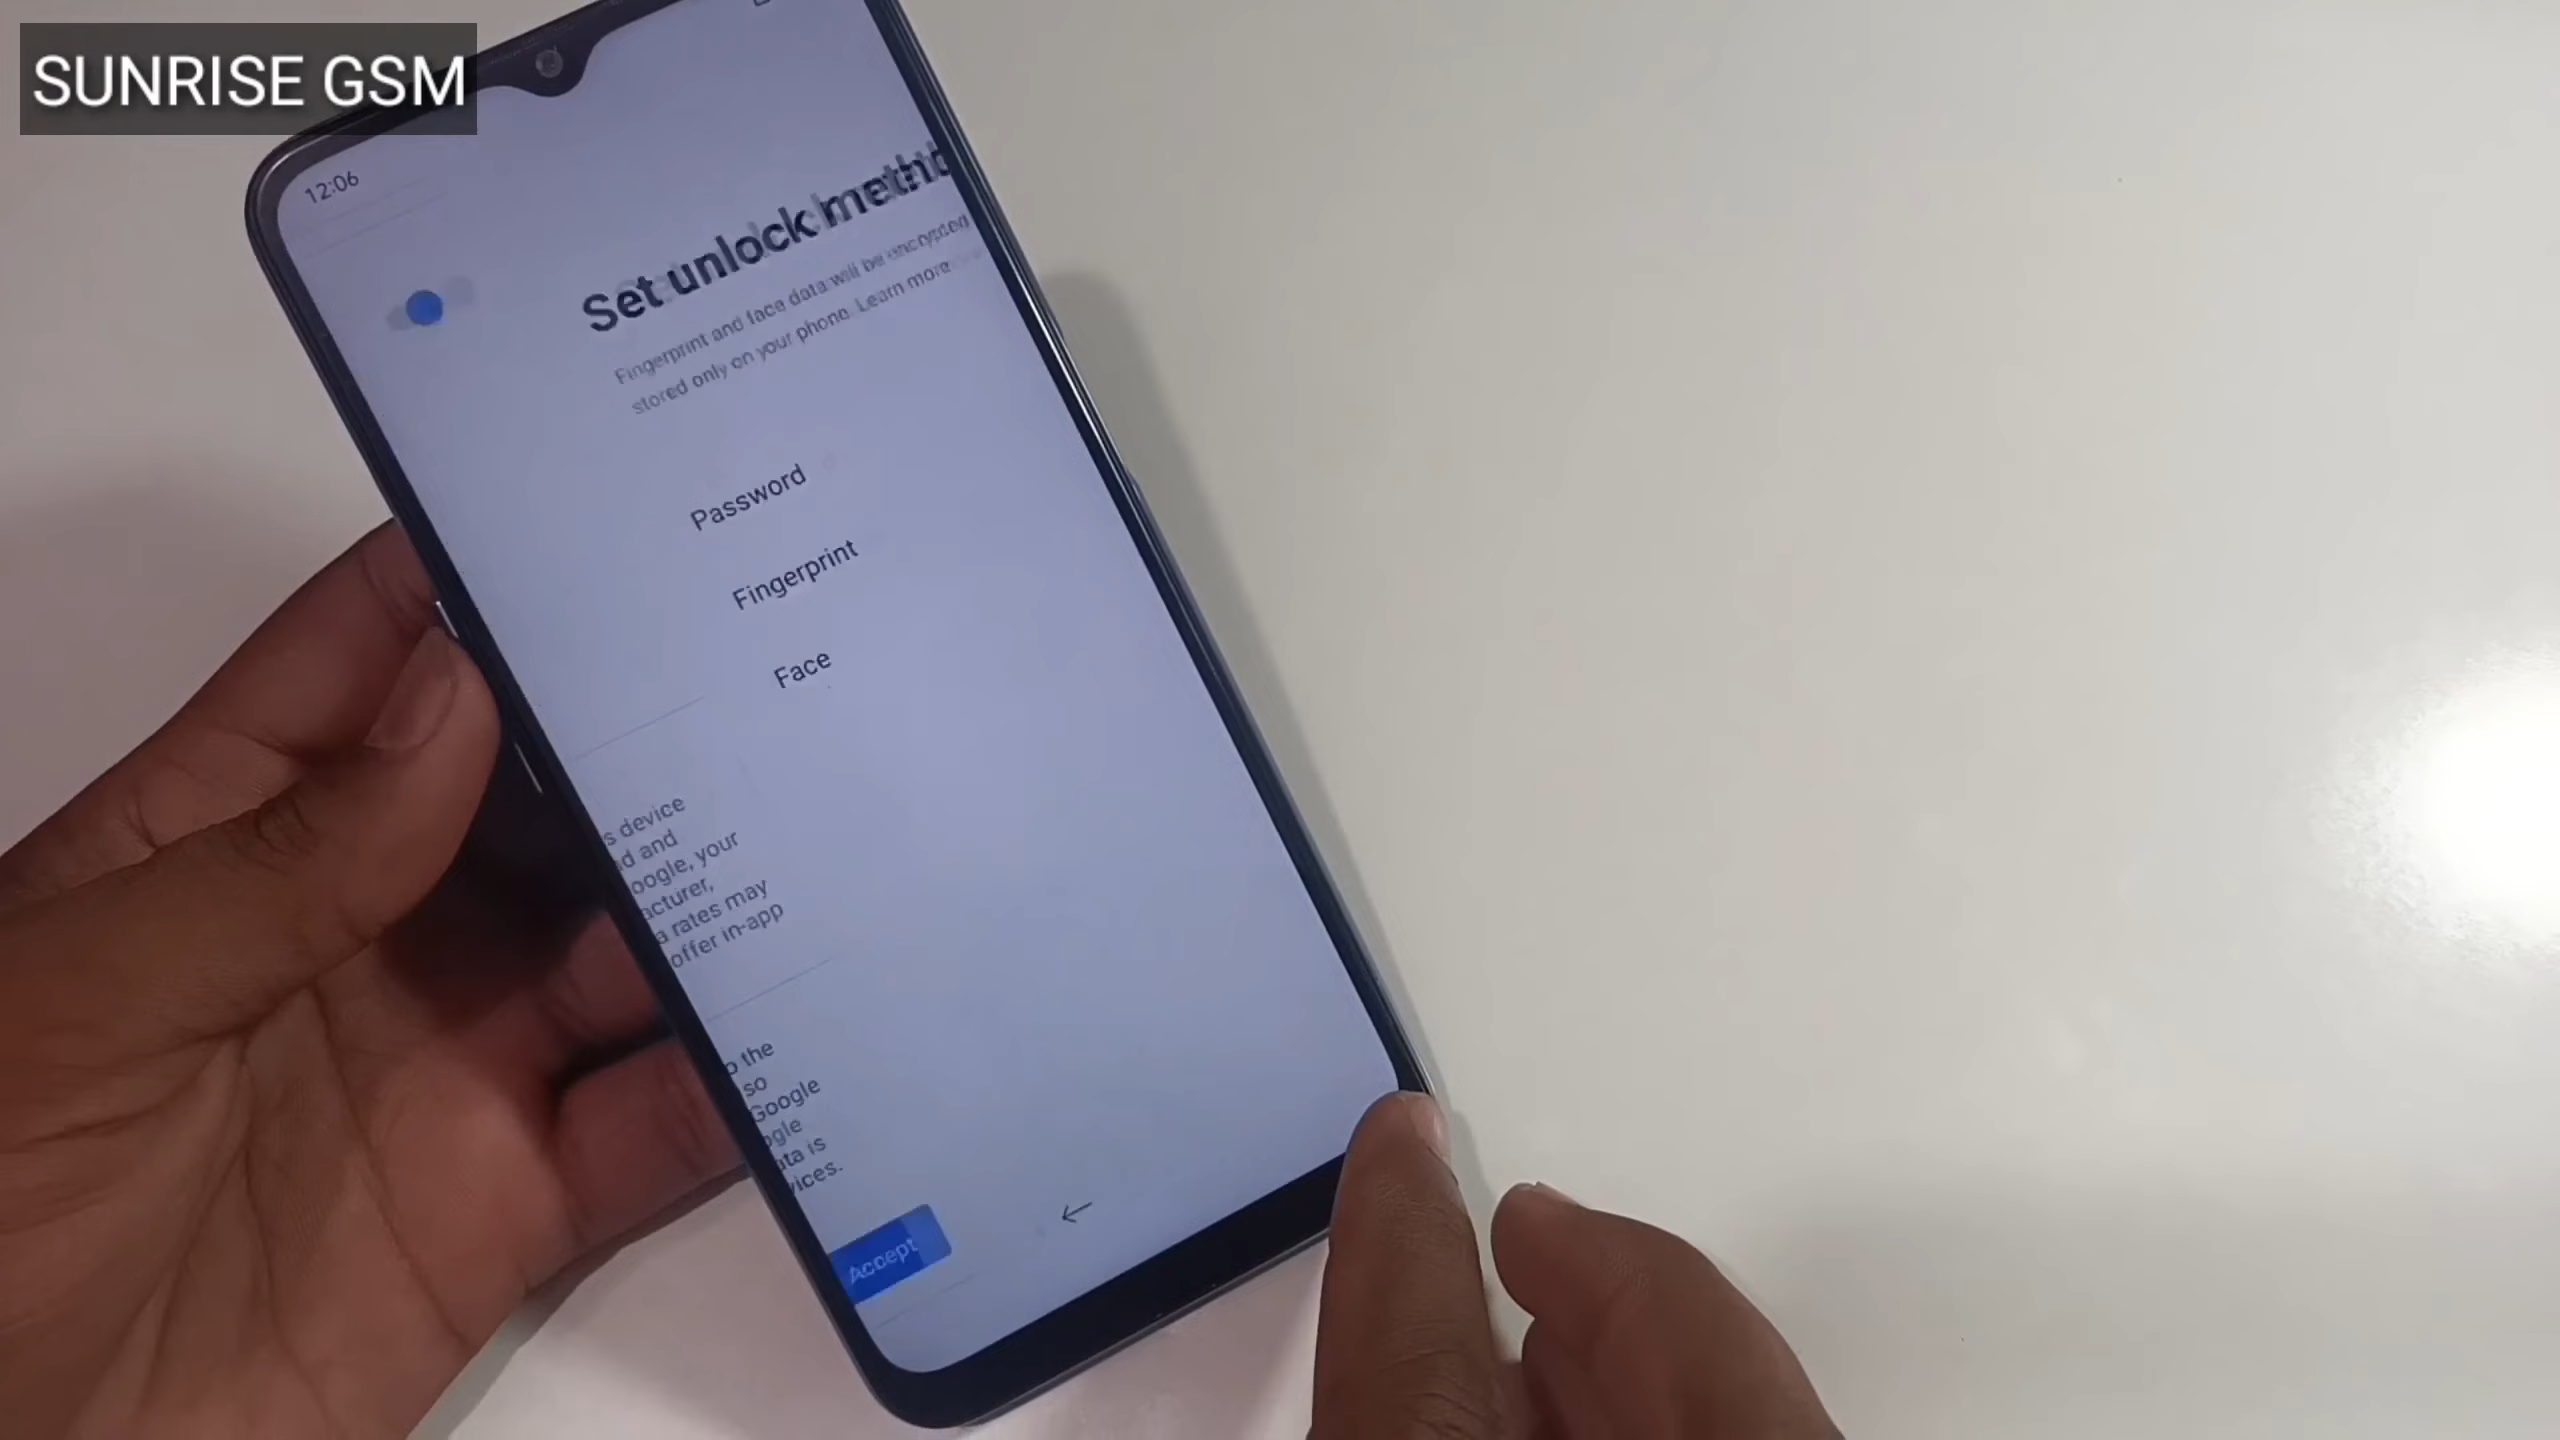 SUNRISE GSM
12:06
Set unlock
Fingerprint and face data will be encrypted
stored only on your phone. Learn more
Password
Fingerprint
Face
s device
d and
oogle, your
acturer,
a rates may
offer in-app
o the
so
Google
ogle
ata is
vices.
Accept